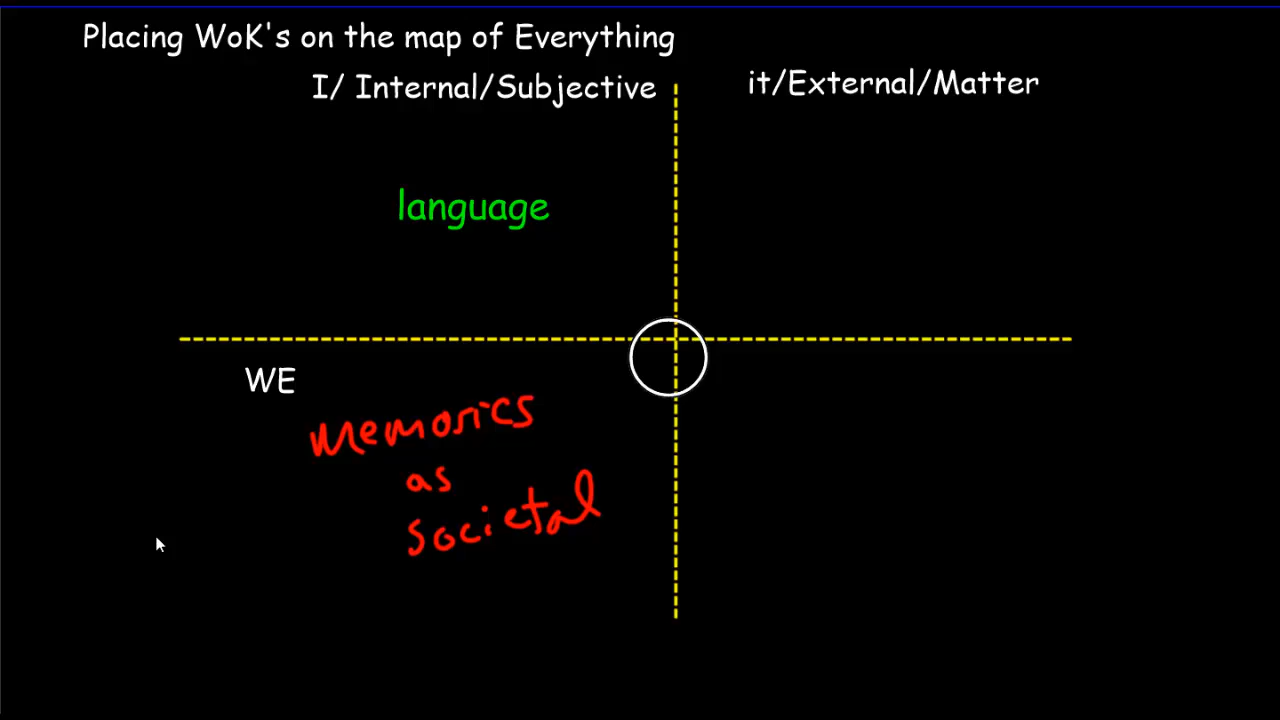 Placing WoK's on the map of Everything
I/ Internal/Subjective
it/External/Matter
language
WE
memories
as
societal